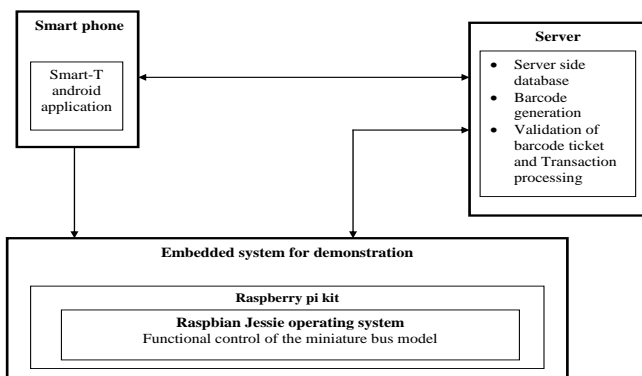 Smart phone
Smart-T
android
application
Server
• Server side
database
• Barcode
generation
• Validation of
barcode ticket
and Transaction
processing
Embedded system for demonstration
Raspberry pi kit
Raspbian Jessie operating system
Functional control of the miniature bus model